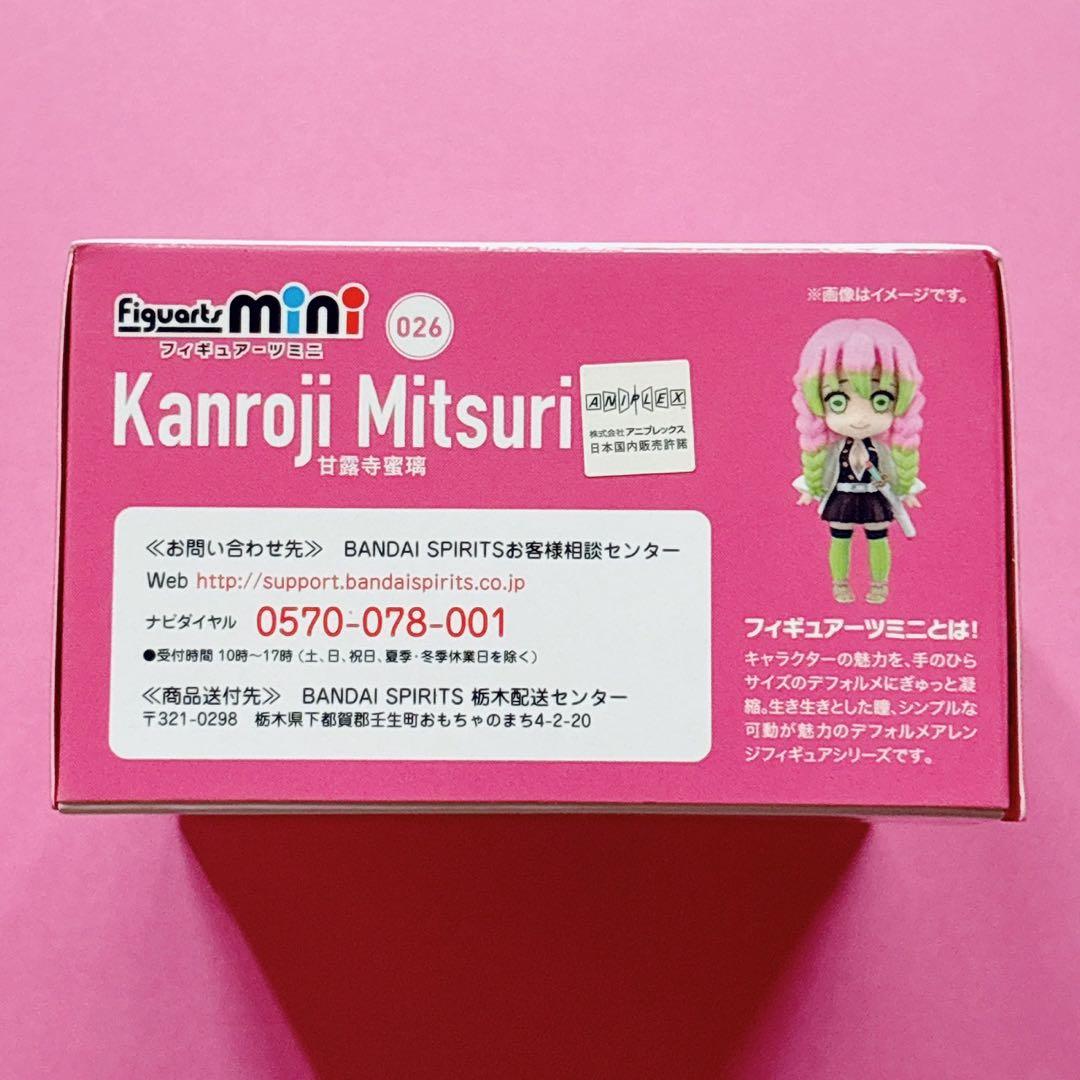 Figuarts mini
フィギュアーツミニ
026
※画像はイメージです。
Kanroji Mitsuri
甘露寺蜜璃
ANIPLEX™
株式会社アニプレックス
日本国内販売許諾
≪お問い合わせ先≫ BANDAI SPIRITSお客様相談センター
Web http://support.bandaispirits.co.jp
ナビダイヤル 0570-078-001
●受付時間 10時～17時（土、日、祝日、夏季・冬季休業日を除く）
≪商品送付先≫ BANDAI SPIRITS 栃木配送センター
〒321-0298 栃木県下都賀郡壬生町おもちゃのまち4-2-20
フィギュアーツミニとは!
キャラクターの魅力を、手のひら
サイズのデフォルメにぎゅっと凝
縮。生き生きとした瞳、シンプルな
可動が魅力のデフォルメアレン
ジフィギュアシリーズです。